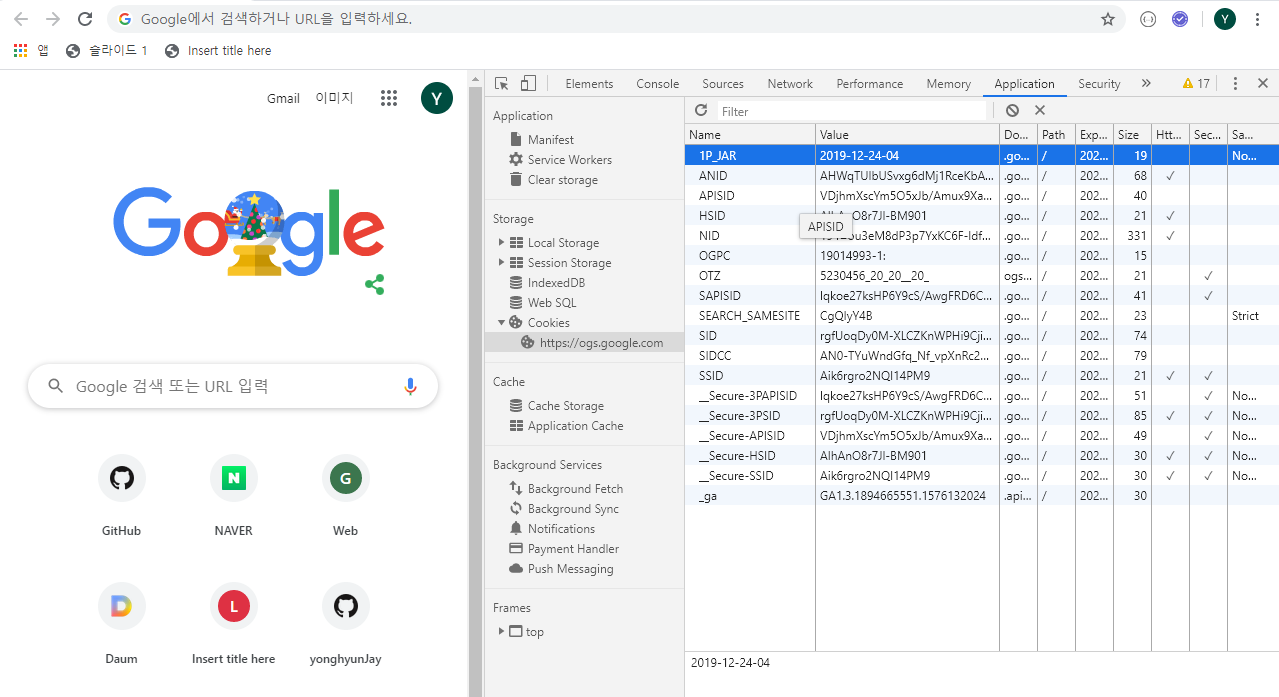 Google에서 검색하거나 URL을 입력하세요.
Y
앱 슬라이드 1 Insert title here
Gmail 이미지 Y
Google
Google 검색 또는 URL 입력
N G
GitHub NAVER Web
D L
Daum Insert title here yonghyunJay
Elements Console Sources Network Performance Memory Application Security » 17
Application
Manifest
Service Workers
Clear storage
Storage
Local Storage
Session Storage
IndexedDB
Web SQL
Cookies
https://ogs.google.com
Cache
Cache Storage
Application Cache
Background Services
Background Fetch
Background Sync
Notifications
Payment Handler
Push Messaging
Frames
top
Filter
Name Value Do... Path Exp... Size Htt... Sec... Sa...
1P_JAR 2019-12-24-04 .go... / 202... 19 No...
ANID AHWqTUIbUSvxg6dMj1RceKbA... .go... / 202... 68 ✓
APISID VDjhmXscYm5O5xJb/Amux9Xa... .go... / 202... 40
HSID O8r7JI-BM901 .go... / 202... 21 ✓
APISID
NID u3eM8dP3p7YxKC6F-Idf... .go... / 202... 331 ✓
OGPC 19014993-1: .go... / 202... 15
OTZ 5230456_20_20__20_ ogs... / 202... 21 ✓
SAPISID Iqkoe27ksHP6Y9cS/AwgFRD6C... .go... / 202... 41 ✓
SEARCH_SAMESITE CgQIyY4B .go... / 202... 23 Strict
SID rgfUoqDy0M-XLCZKnWPHi9Cji... .go... / 202... 74
SIDCC AN0-TYuWndGfq_Nf_vpXnRc2... .go... / 202... 79
SSID Aik6rgro2NQI14PM9 .go... / 202... 21 ✓ ✓
__Secure-3PAPISID Iqkoe27ksHP6Y9cS/AwgFRD6C... .go... / 202... 51 ✓ No...
__Secure-3PSID rgfUoqDy0M-XLCZKnWPHi9Cji... .go... / 202... 85 ✓ ✓ No...
__Secure-APISID VDjhmXscYm5O5xJb/Amux9Xa... .go... / 202... 49 ✓ No...
__Secure-HSID AIhAnO8r7JI-BM901 .go... / 202... 30 ✓ ✓ No...
__Secure-SSID Aik6rgro2NQI14PM9 .go... / 202... 30 ✓ ✓ No...
_ga GA1.3.1894665551.1576132024 .api... / 202... 30
2019-12-24-04